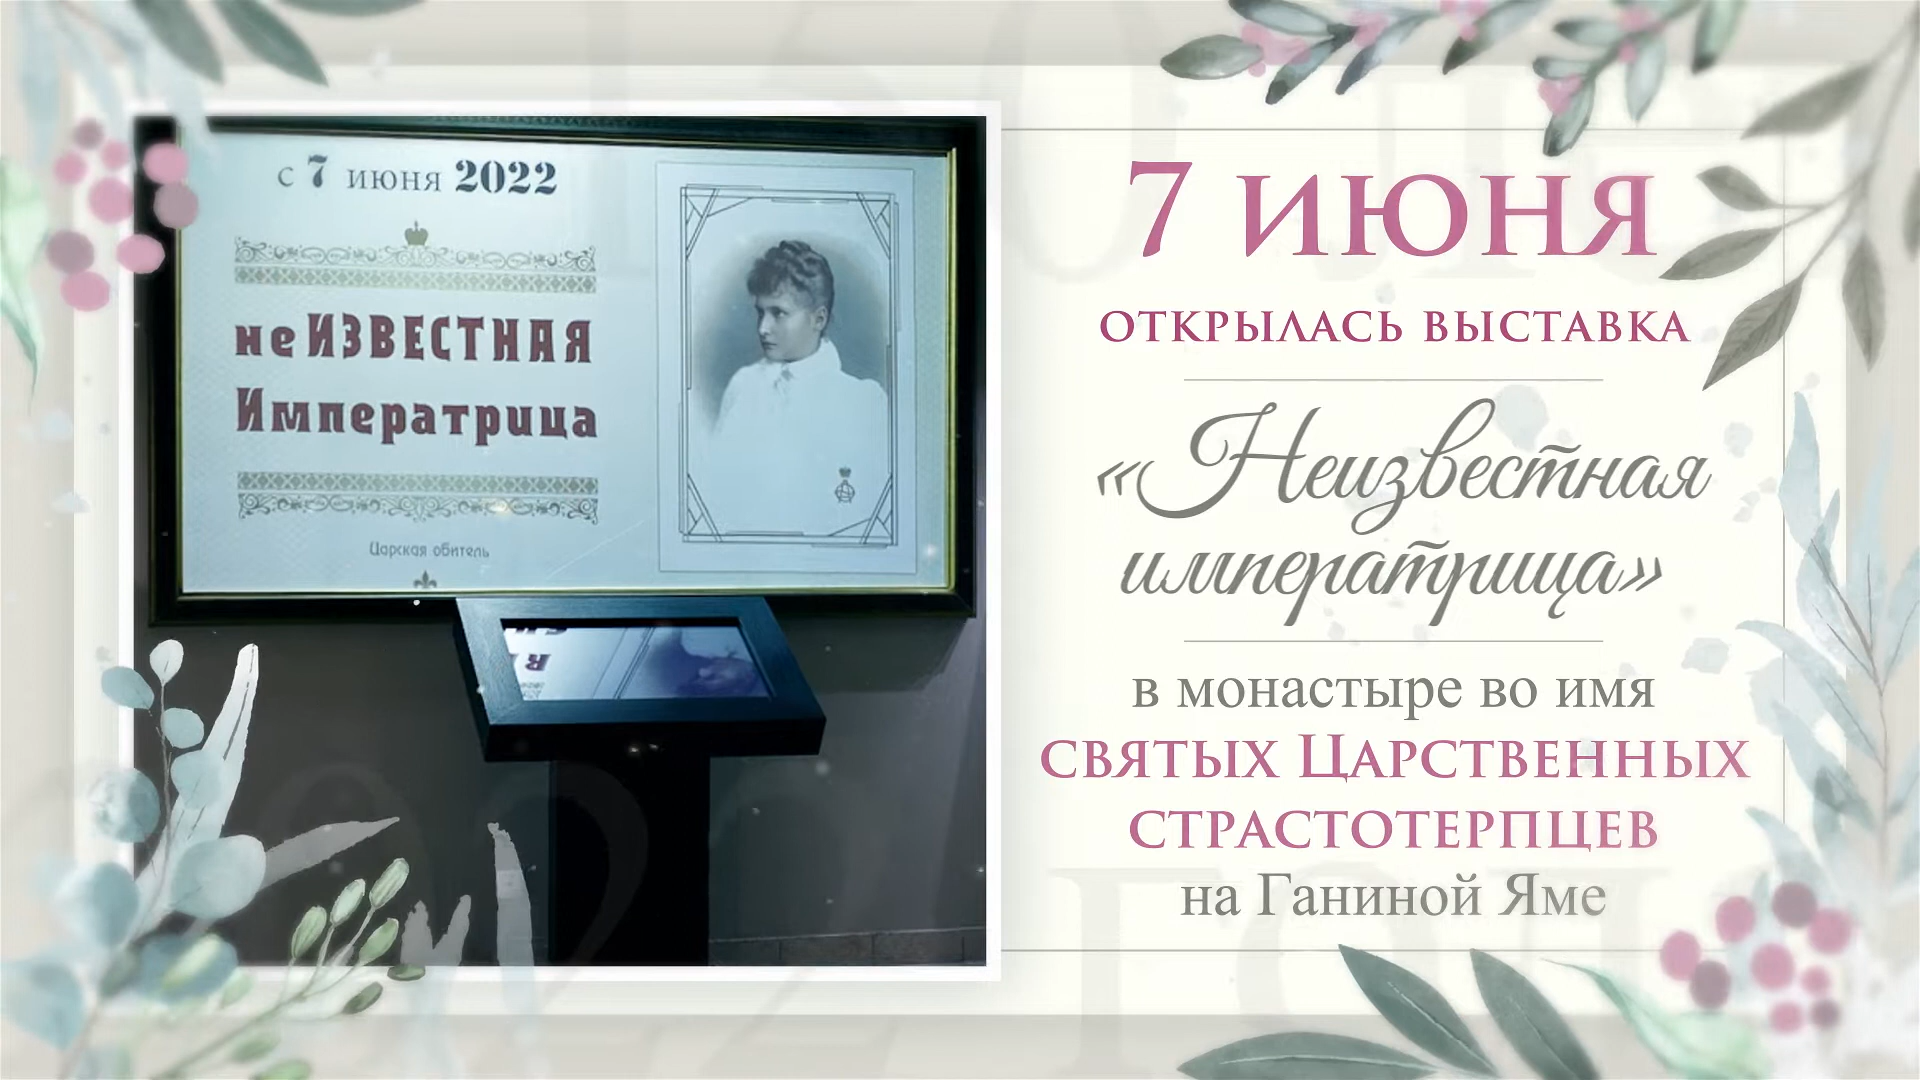 с 7 июня 2022
неИЗВЕСТНАЯ
Императрица
Царская обитель
7 июня
открылась выставка
«Неизвестная
императрица»
в монастыре во имя
святых Царственных
страстотерпцев
на Ганиной Яме